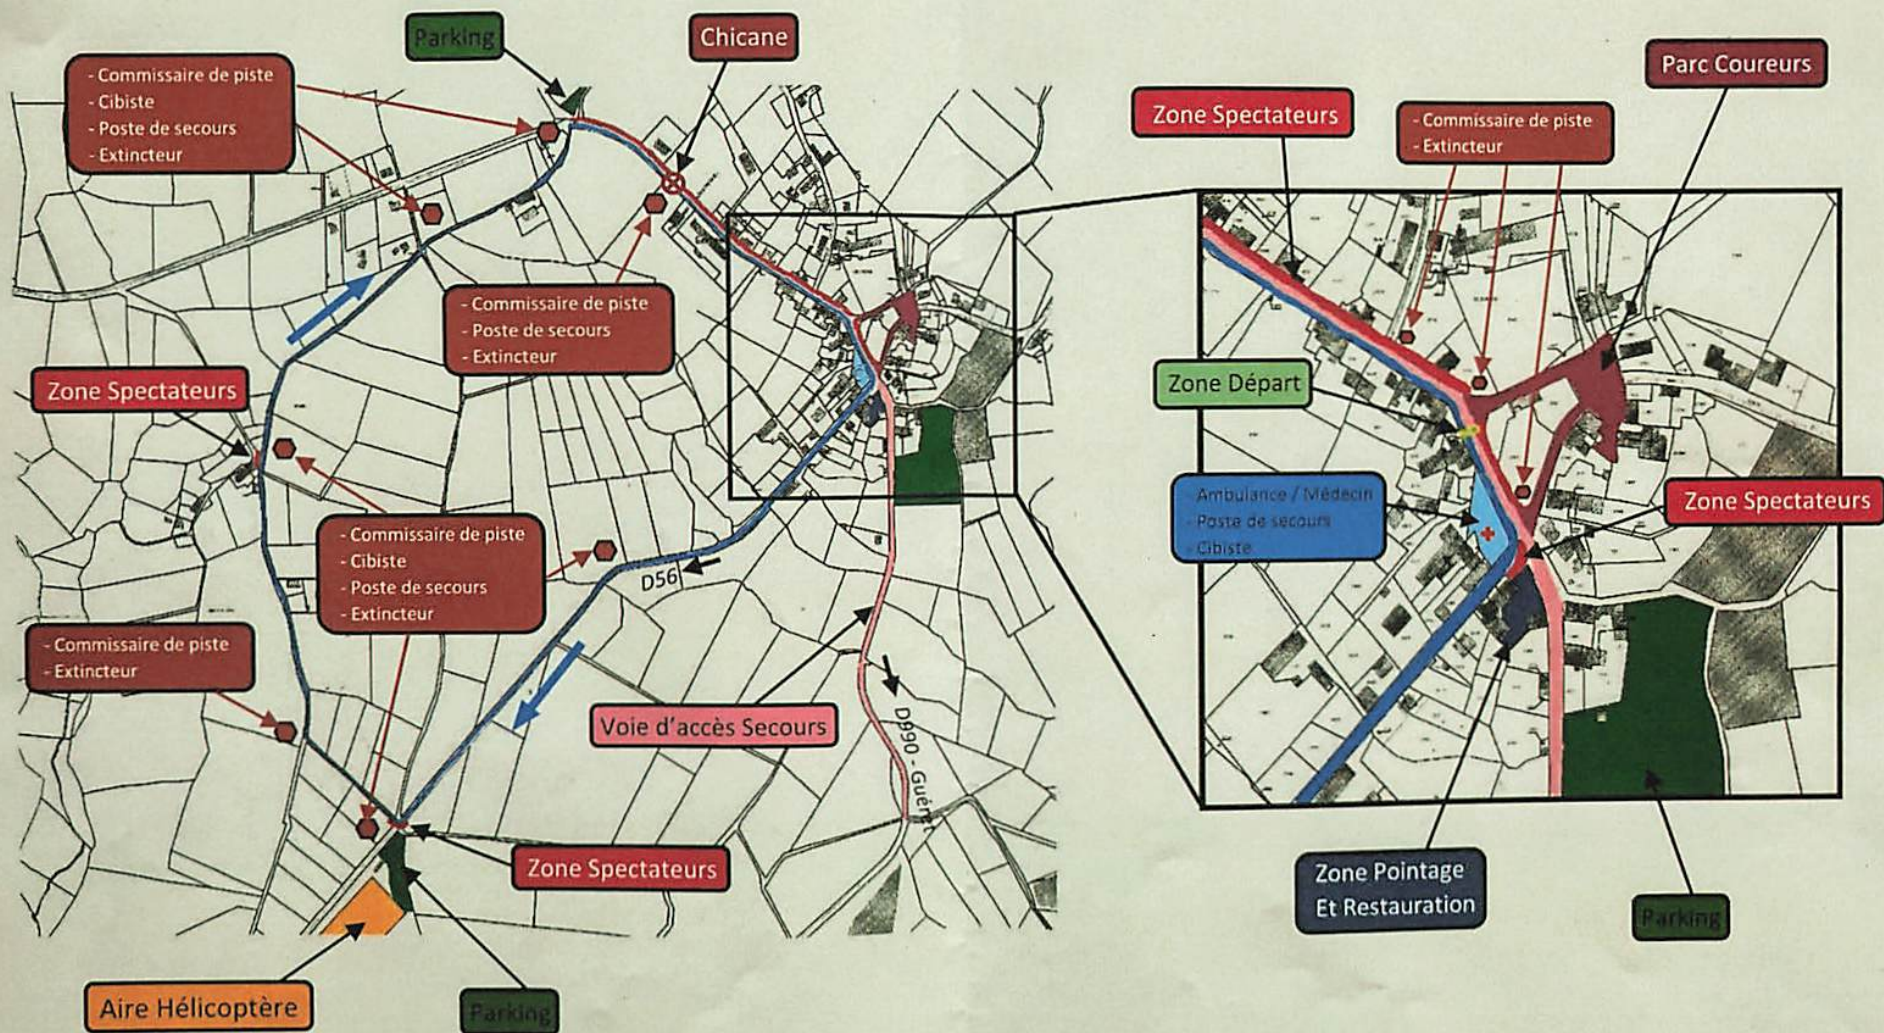 Parking
Chicane
- Commissaire de piste
- Cibiste
- Poste de secours
- Extincteur
Parc Coureurs
Zone Spectateurs
- Commissaire de piste
- Extincteur
- Commissaire de piste
- Poste de secours
- Extincteur
Zone Spectateurs
Zone Départ
- Ambulance / Médecin
- Poste de secours
- Cibiste
Zone Spectateurs
- Commissaire de piste
- Cibiste
- Poste de secours
- Extincteur
D56
- Commissaire de piste
- Extincteur
Voie d'accès Secours
D990 - Guéret
Zone Spectateurs
Zone Pointage
Et Restauration
Parking
Aire Hélicoptère
Parking